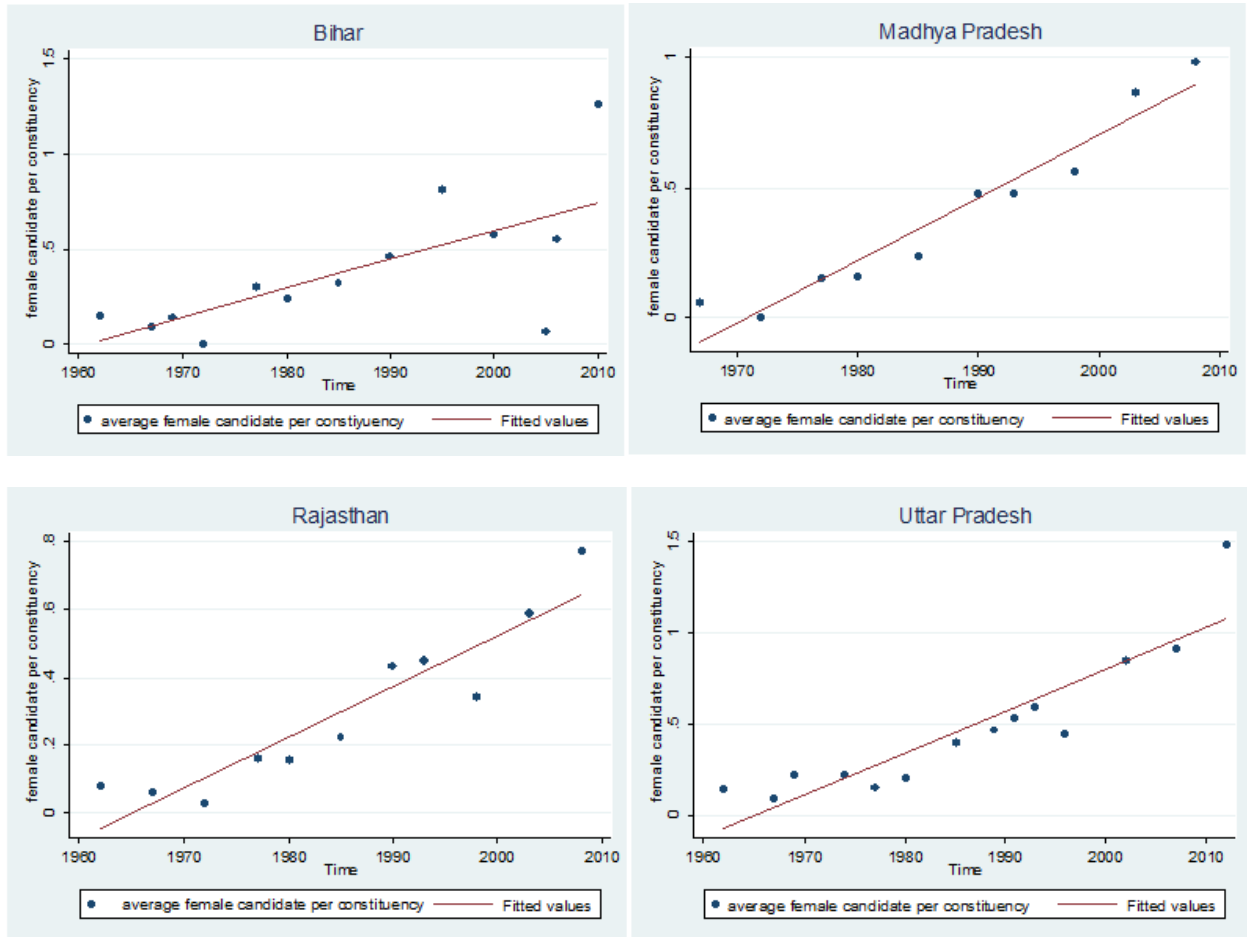 Bihar
female candidate per constituency
1.5
1
.5
0
1960 1970 1980 1990 2000 2010
Time
average female candidate per constiyuency Fitted values
Madhya Pradesh
female candidate per constituency
1
.5
0
1970 1980 1990 2000 2010
Time
average female candidate per constituency Fitted values
Rajasthan
female candidate per constituency
.8
.6
.4
.2
0
1960 1970 1980 1990 2000 2010
Time
average female candidate per constituency Fitted values
Uttar Pradesh
female candidate per constituency
1.5
1
.5
0
1960 1970 1980 1990 2000 2010
Time
average female candidate per constituency Fitted values